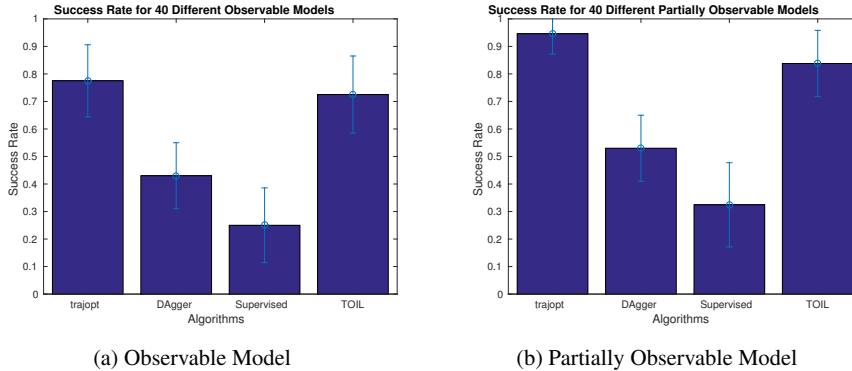 Success Rate for 40 Different Observable Models
1
0.9
0.8
0.7
0.6
0.5
0.4
0.3
0.2
0.1
0
Success Rate
trajopt DAgger Supervised TOIL
Algorithms
(a) Observable Model
Success Rate for 40 Different Partially Observable Models
1
0.9
0.8
0.7
0.6
0.5
0.4
0.3
0.2
0.1
0
Success Rate
trajopt DAgger Supervised TOIL
Algorithms
(b) Partially Observable Model